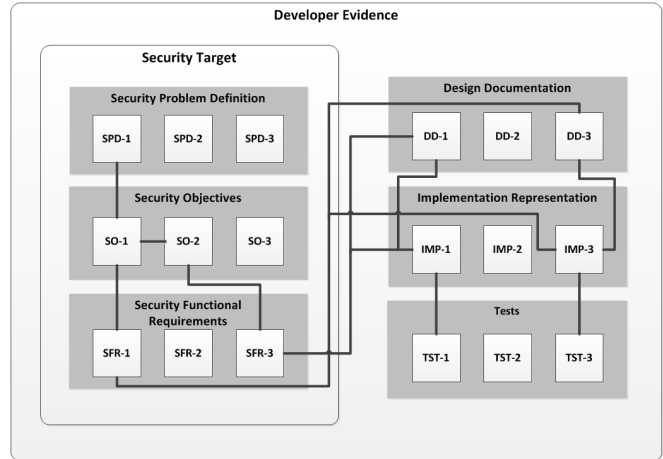 Developer Evidence
Security Target
Security Problem Definition
SPD-1
SPD-2
SPD-3
Security Objectives
SO-1
SO-2
SO-3
Security Functional
Requirements
SFR-1
SFR-2
SFR-3
Design Documentation
DD-1
DD-2
DD-3
Implementation Representation
IMP-1
IMP-2
IMP-3
Tests
TST-1
TST-2
TST-3